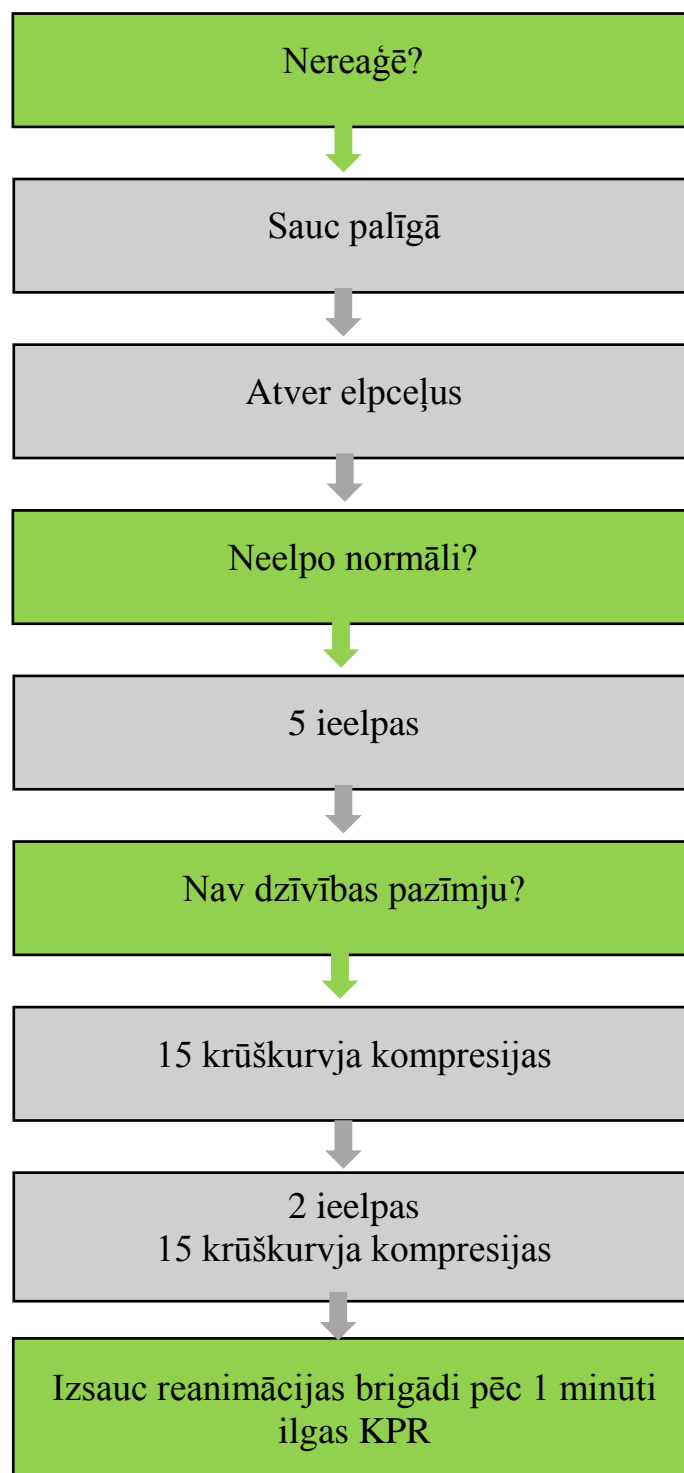 Nereaģē?
Sauc palīgā
Atver elpceļus
Neelpo normāli?
5 ieelpas
Nav dzīvības pazīmju?
15 krūškurvja kompresijas
2 ieelpas
15 krūškurvja kompresijas
Izsauc reanimācijas brigādi pēc 1 minūti
ilgas KPR